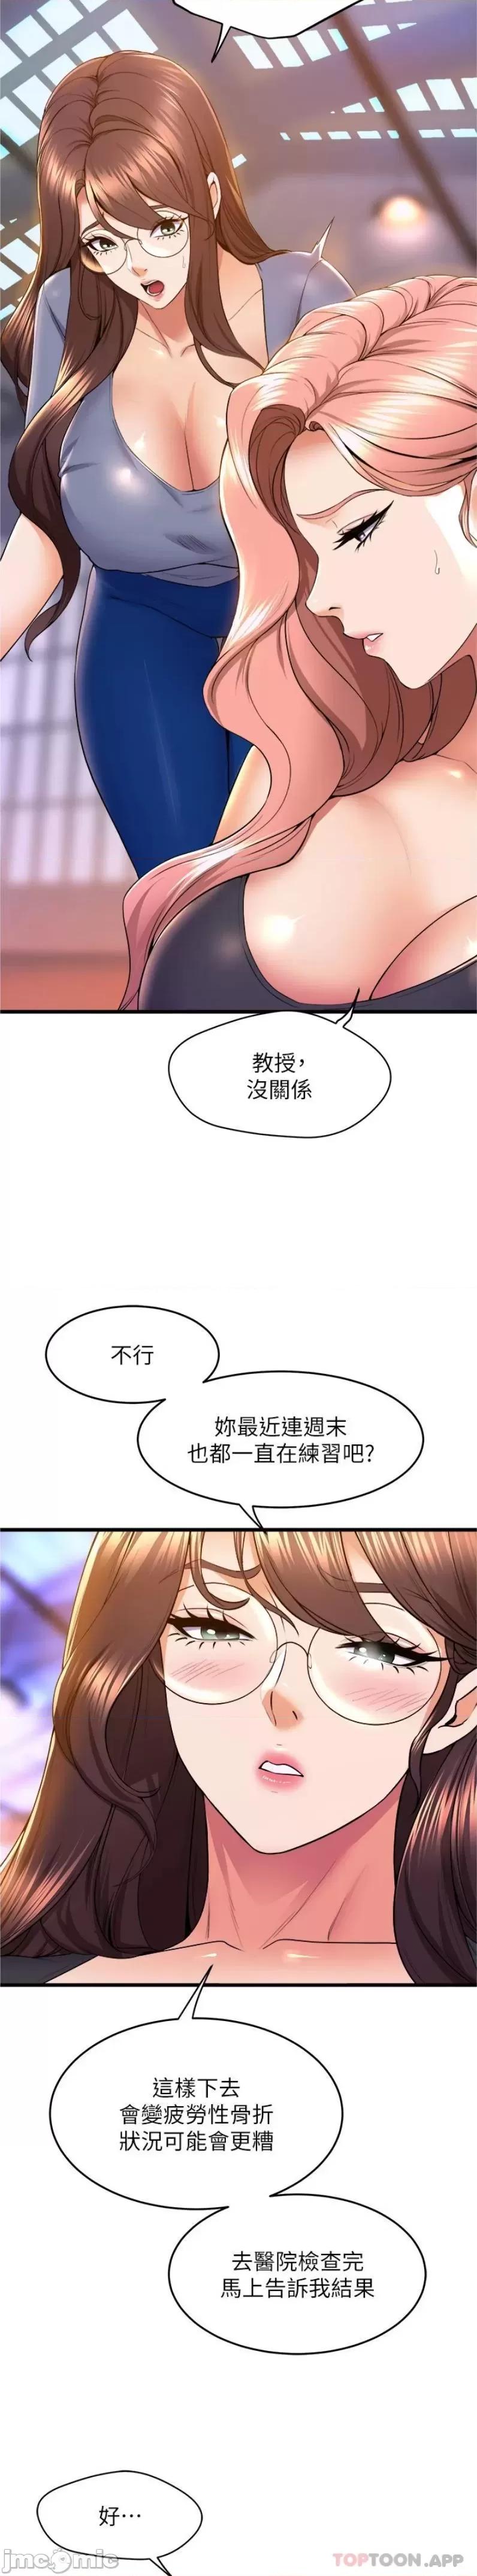 教授,
沒關係
不行
妳最近連週末
也都一直在練習吧?
這樣下去
會變疲勞性骨折
狀況可能會更糟
去醫院檢查完
馬上告訴我結果
好…
jmcomic
TOPTOON.APP